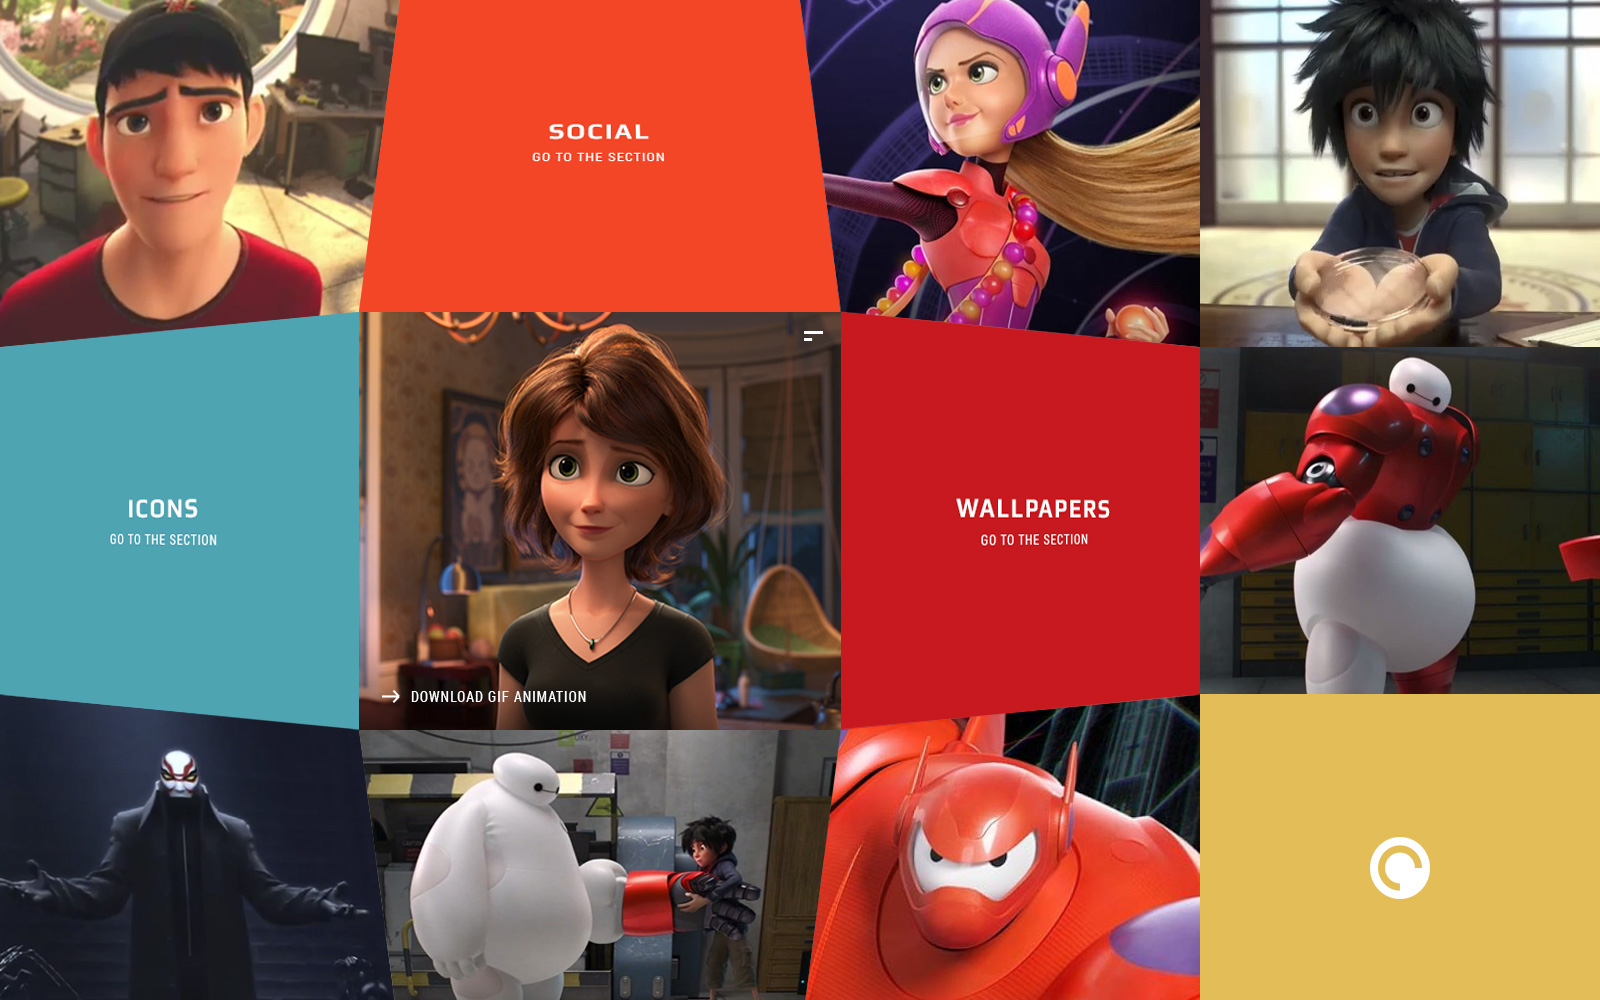 SOCIAL
GO TO THE SECTION
ICONS
GO TO THE SECTION
WALLPAPERS
GO TO THE SECTION
DOWNLOAD GIF ANIMATION